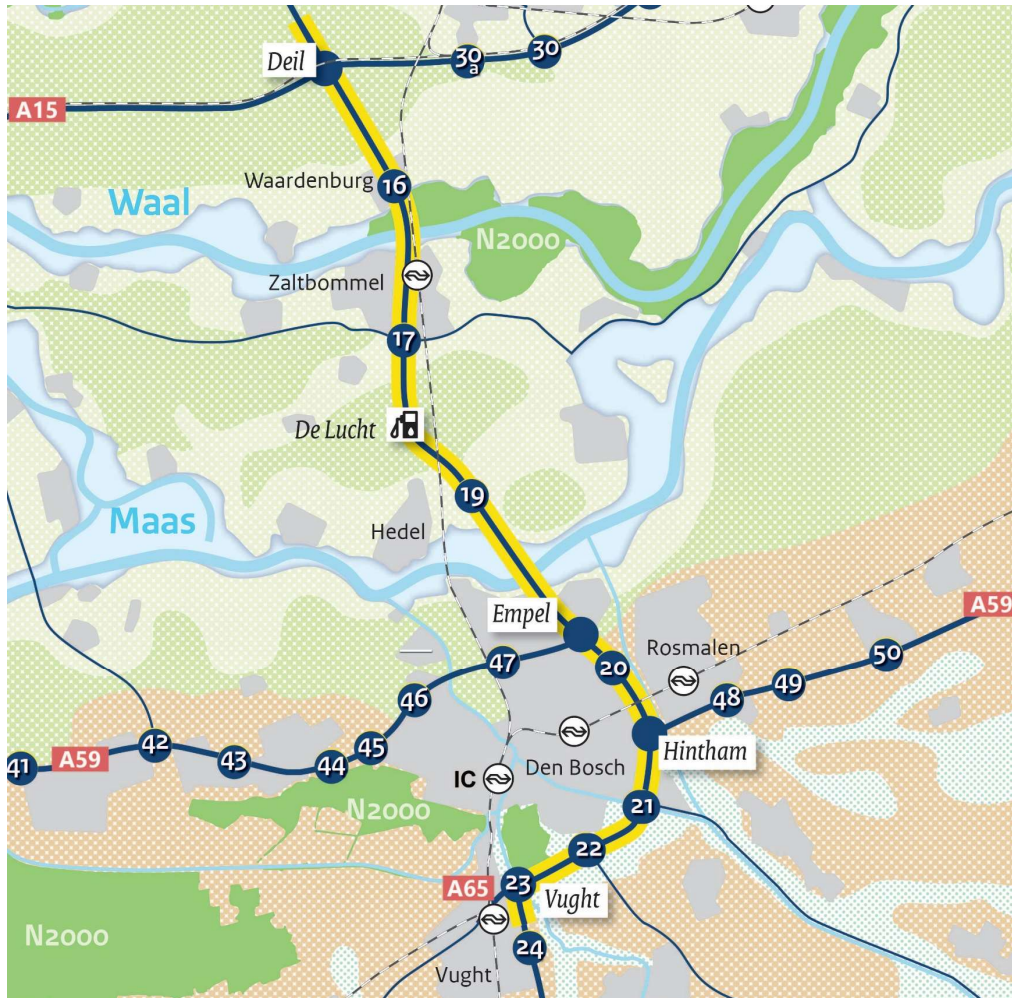 Deil
30
a
30
A15
Waardenburg
16
Waal
N2000
Zaltbommel
17
De Lucht
19
Maas
Hedel
Empel
A59
Rosmalen
20
47
50
49
46
48
Hintham
42
45
A59
43
44
41
Den Bosch
IC
21
N2000
22
23
A65
Vught
N2000
24
Vught